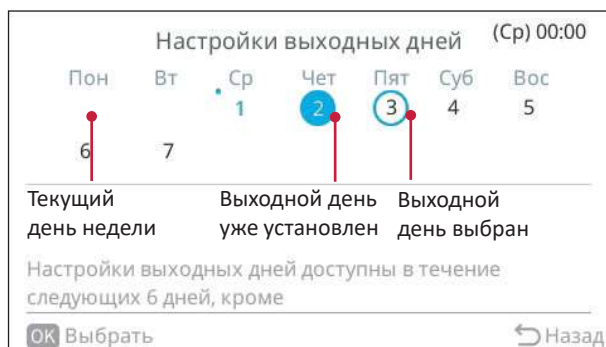 Настройки выходных дней (Ср) 00:00
Пон Вт Ср Чет Пят Суб Вос
1 2 3 4 5
6 7
Текущий Выходной день Выходной
день недели уже установлен день выбран
Настройки выходных дней доступны в течение
следующих 6 дней, кроме
OK Выбрать Назад